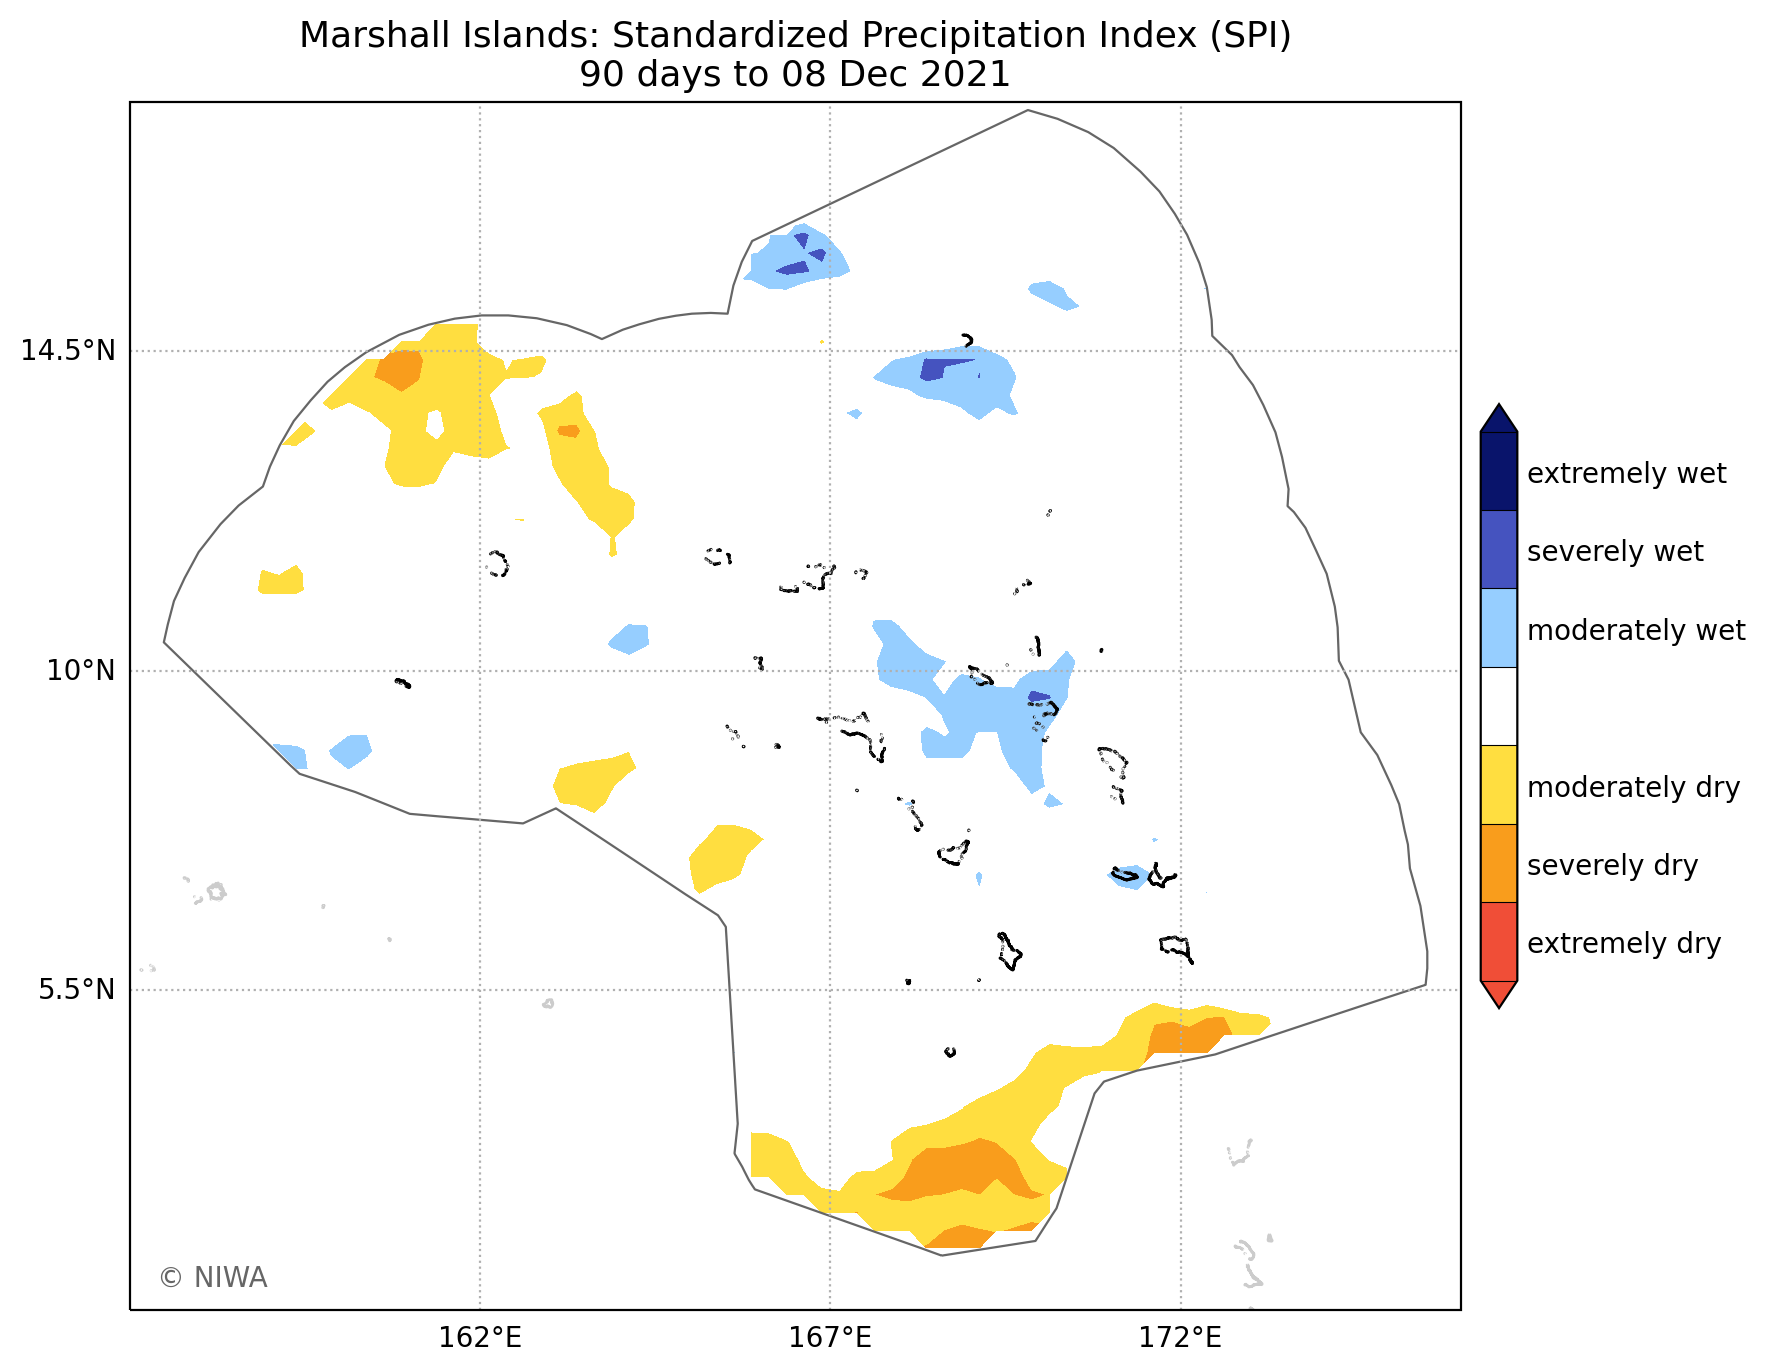 Marshall Islands: Standardized Precipitation Index (SPI)
90 days to 08 Dec 2021
14.5°N
10°N
5.5°N
162°E
167°E
172°E
© NIWA
extremely wet
severely wet
moderately wet
moderately dry
severely dry
extremely dry